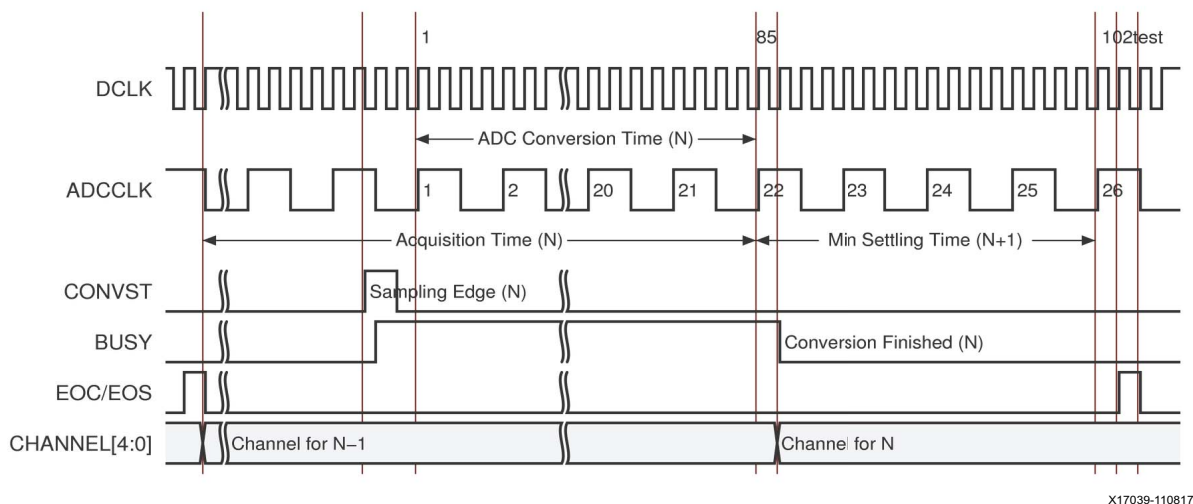 1 85 102test
DCLK
ADC Conversion Time (N)
ADCCLK 1 2 20 21 22 23 24 25 26
Acquisition Time (N) Min Settling Time (N+1)
CONVST Sampling Edge (N)
BUSY Conversion Finished (N)
EOC/EOS
CHANNEL[4:0] Channel for N–1 Channel for N
X17039-110817